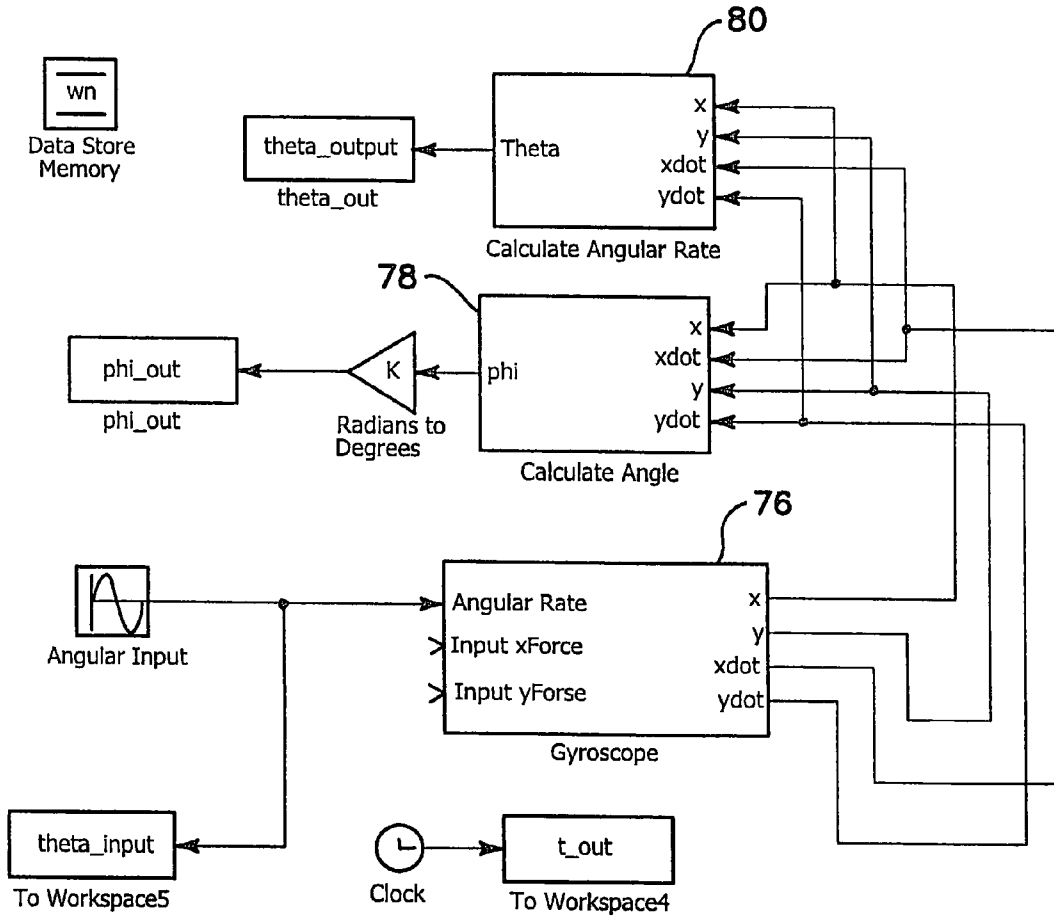 80
wn
Data Store
Memory
theta_output
theta_out
Theta
x
y
xdot
ydot
Calculate Angular Rate
78
phi_out
phi_out
K
Radians to
Degrees
phi
x
xdot
y
ydot
Calculate Angle
76
Angular Input
Angular Rate
Input xForce
Input yForse
x
y
xdot
ydot
Gyroscope
theta_input
To Workspace5
Clock
t_out
To Workspace4